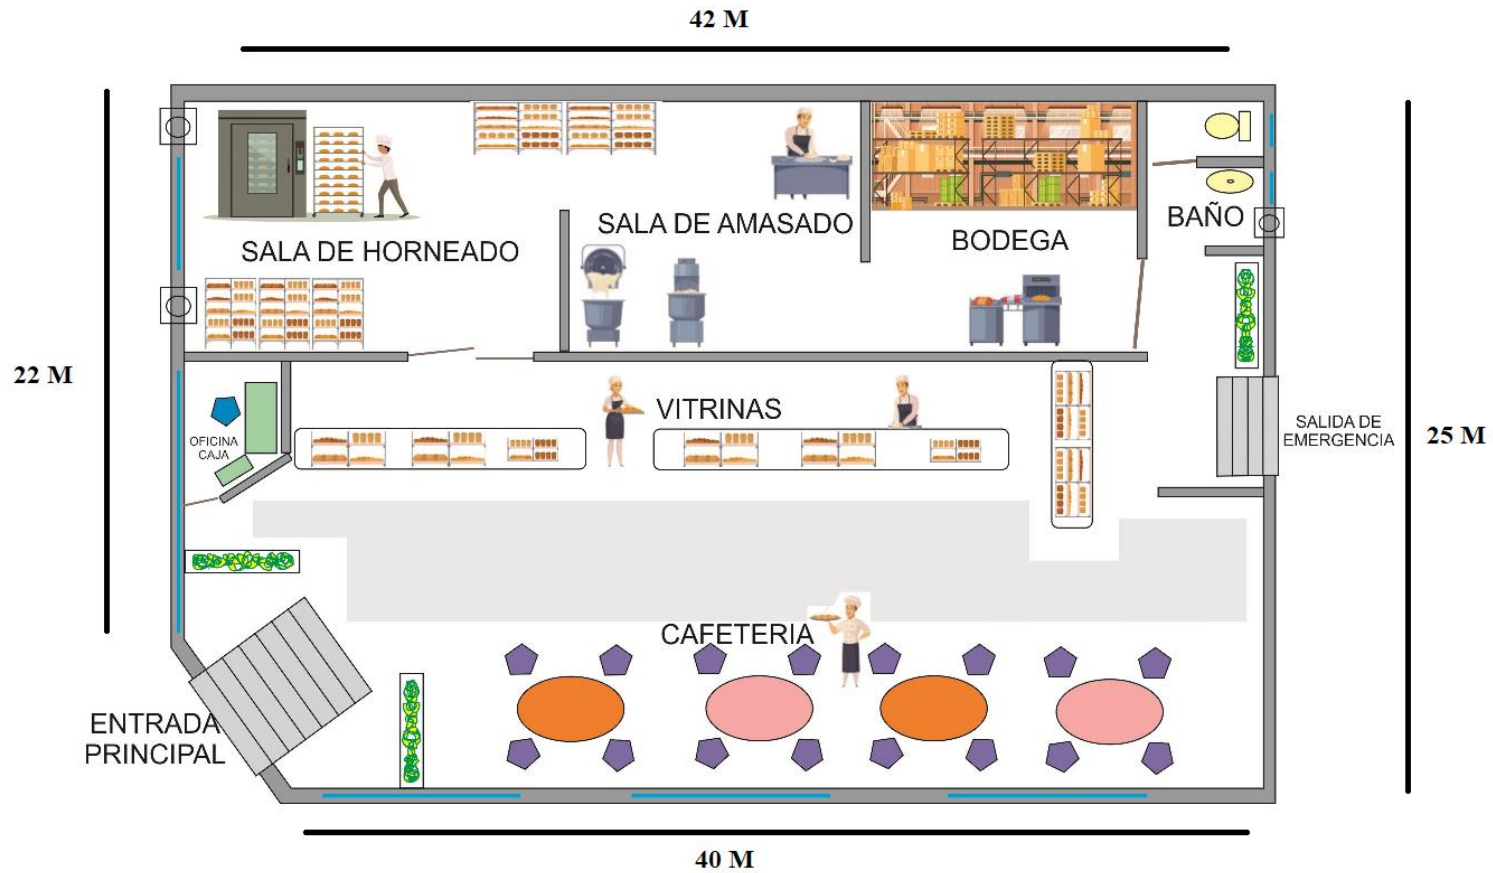 42 M
SALA DE HORNEADO
SALA DE AMASADO
BODEGA
BAÑO
22 M
OFICINA
CAJA
VITRINAS
SALIDA DE
EMERGENCIA
25 M
CAFETERIA
ENTRADA
PRINCIPAL
40 M